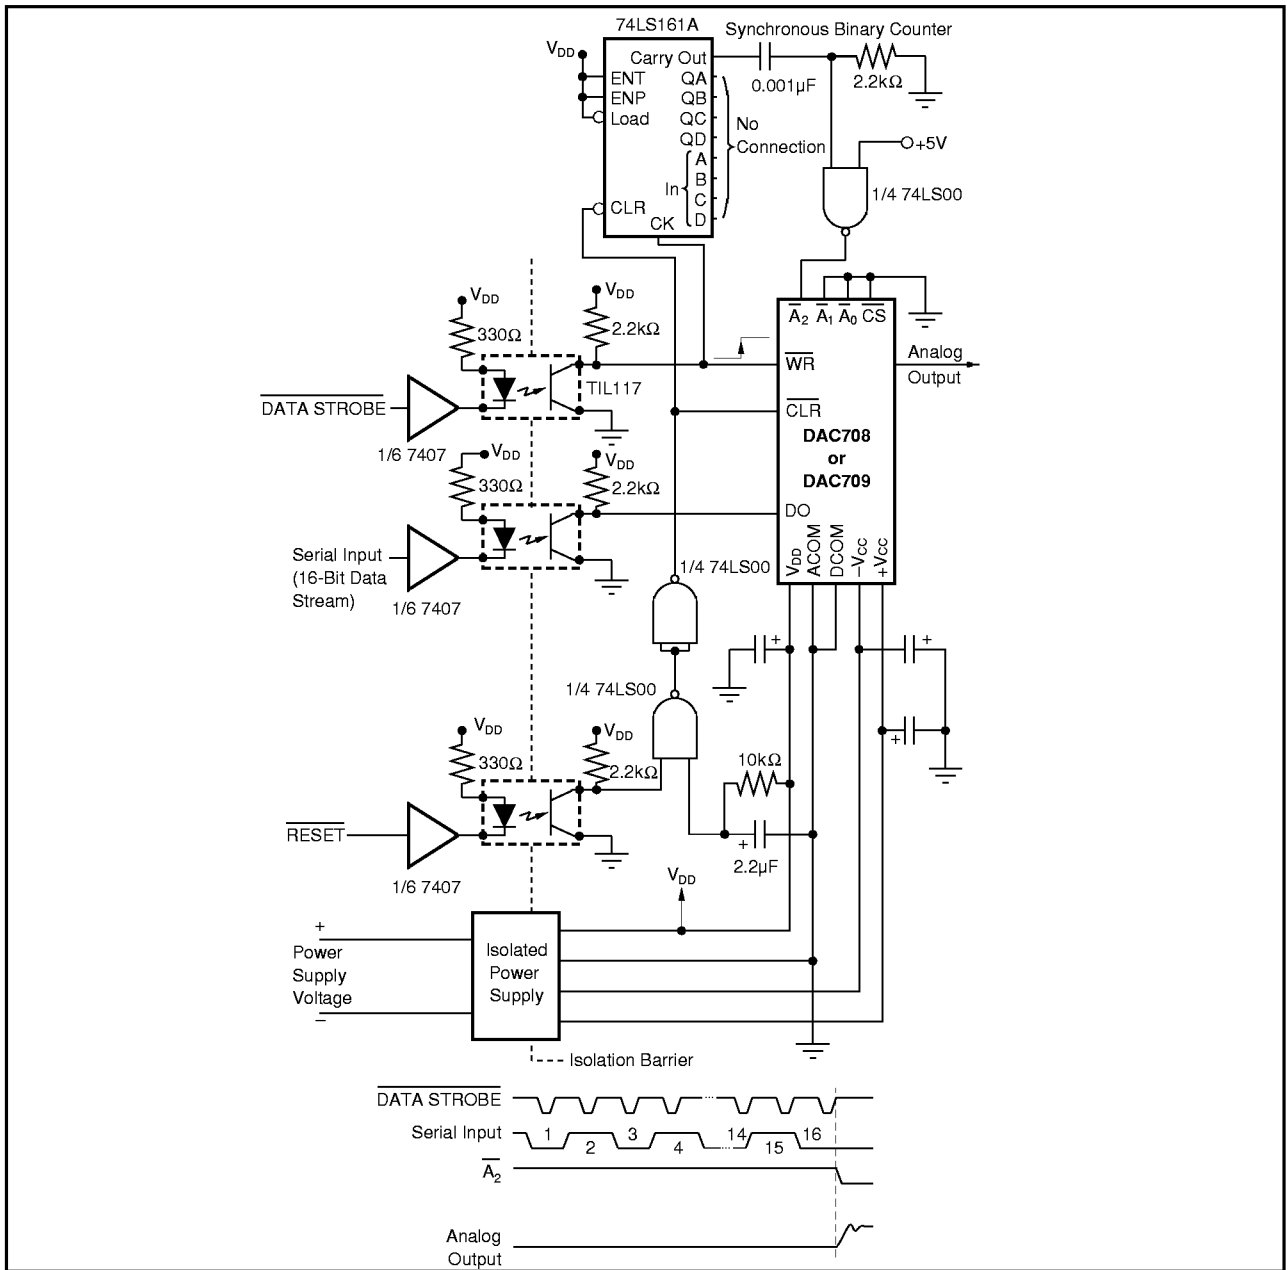 74LS161A
Synchronous Binary Counter
VDD
Carry Out
0.001µF
2.2kΩ
ENT
ENP
Load
QA
QB
QC
QD
No
Connection
In
A
B
C
D
CLR
CK
+5V
1/4 74LS00
VDD
330Ω
VDD
2.2kΩ
TIL117
DATA STROBE
1/6 7407
A2 A1 A0 CS
WR
Analog
Output
CLR
DAC708
or
DAC709
DO
VDD ACOM DCOM –VCC +VCC
VDD
330Ω
VDD
2.2kΩ
Serial Input
(16-Bit Data
Stream)
1/6 7407
1/4 74LS00
+
+
+
1/4 74LS00
VDD
330Ω
VDD
2.2kΩ
10kΩ
+
2.2µF
RESET
1/6 7407
VDD
+
Power
Supply
Voltage
–
Isolated
Power
Supply
Isolation Barrier
DATA STROBE
Serial Input
1 2 3 4 14 15 16
A2
Analog
Output